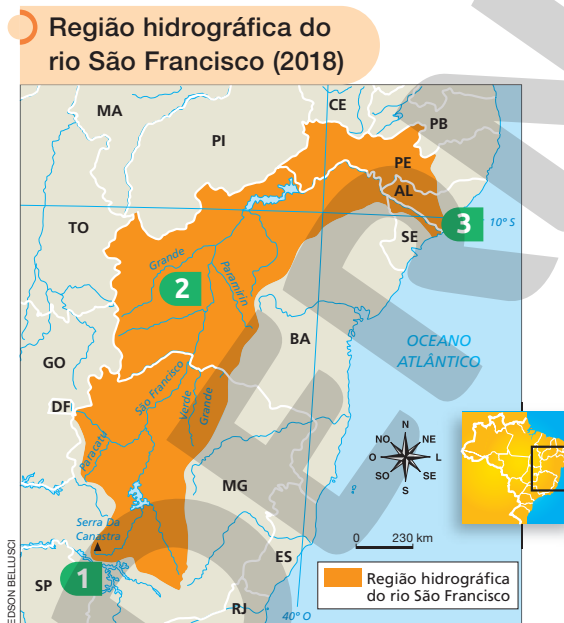 Região hidrográfica do
rio São Francisco (2018)
MA
CE
PB
PI
PE
AL
TO
3
10° S
SE
Grande
2
Paramirim
BA
OCEANO
ATLÂNTICO
GO
DF
São Francisco
Verde
Grande
Paracatu
N
NO
NE
O
L
SO
SE
S
MG
Serra Da
Canastra
0 230 km
ES
1
SP
Região hidrográfica
do rio São Francisco
RJ
40° O
EDSON BELLUSCI